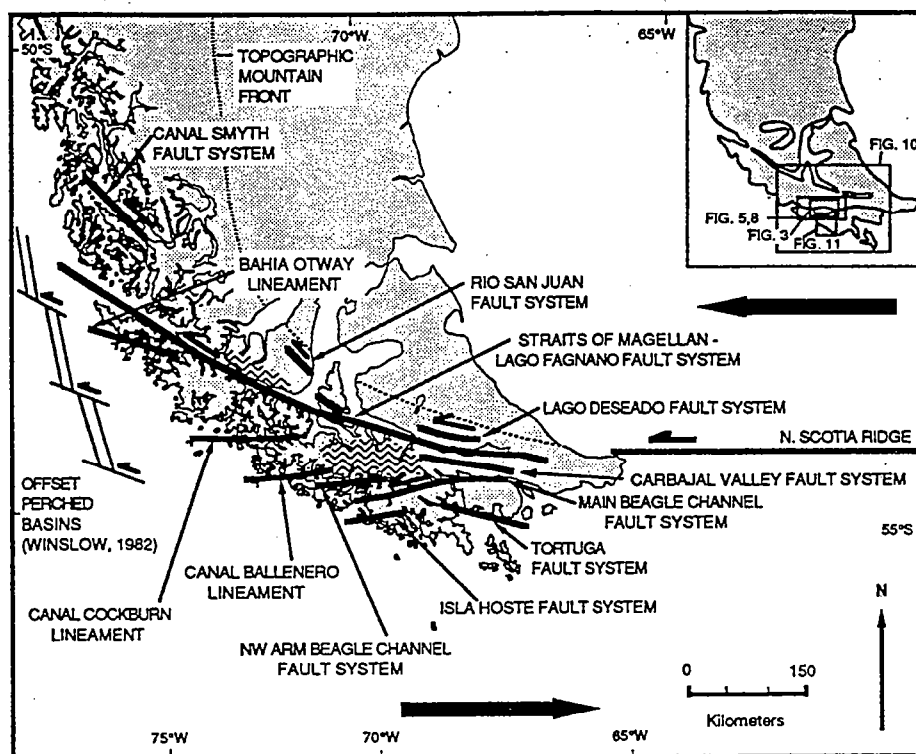 70°W
65°W
50°S
TOPOGRAPHIC
MOUNTAIN
FRONT
CANAL SMYTH
FAULT SYSTEM
FIG. 10
FIG. 5,8
FIG. 3
FIG. 11
BAHIA OTWAY
LINEAMENT
RIO SAN JUAN
FAULT SYSTEM
STRAITS OF MAGELLAN -
LAGO FAGNANO FAULT SYSTEM
LAGO DESEADO FAULT SYSTEM
N. SCOTIA RIDGE
CARBAJAL VALLEY FAULT SYSTEM
MAIN BEAGLE CHANNEL
FAULT SYSTEM
55°S
TORTUGA
FAULT SYSTEM
OFFSET
PERCHED
BASINS
(WINSLOW, 1982)
CANAL BALLENERO
LINEAMENT
ISLA HOSTE FAULT SYSTEM
CANAL COCKBURN
LINEAMENT
NW ARM BEAGLE CHANNEL
FAULT SYSTEM
N
0 150
Kilometers
75°W
70°W
65°W